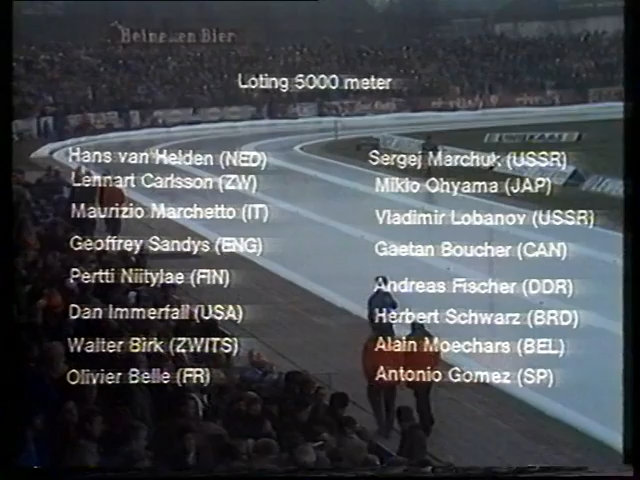 Heineken Bier
Loting 5000 meter
Hans van Helden (NED) Sergej Marchuk (USSR)
Lennart Carlsson (ZW) Mikio Ohyama (JAP)
Maurizio Marchetto (IT) Vladimir Lobanov (USSR)
Geoffrey Sandys (ENG) Gaetan Boucher (CAN)
Pertti Niitylae (FIN) Andreas Fischer (DDR)
Dan Immerfall (USA) Herbert Schwarz (BRD)
Walter Birk (ZWITS) Alain Moechars (BEL)
Olivier Belle (FR) Antonio Gomez (SP)